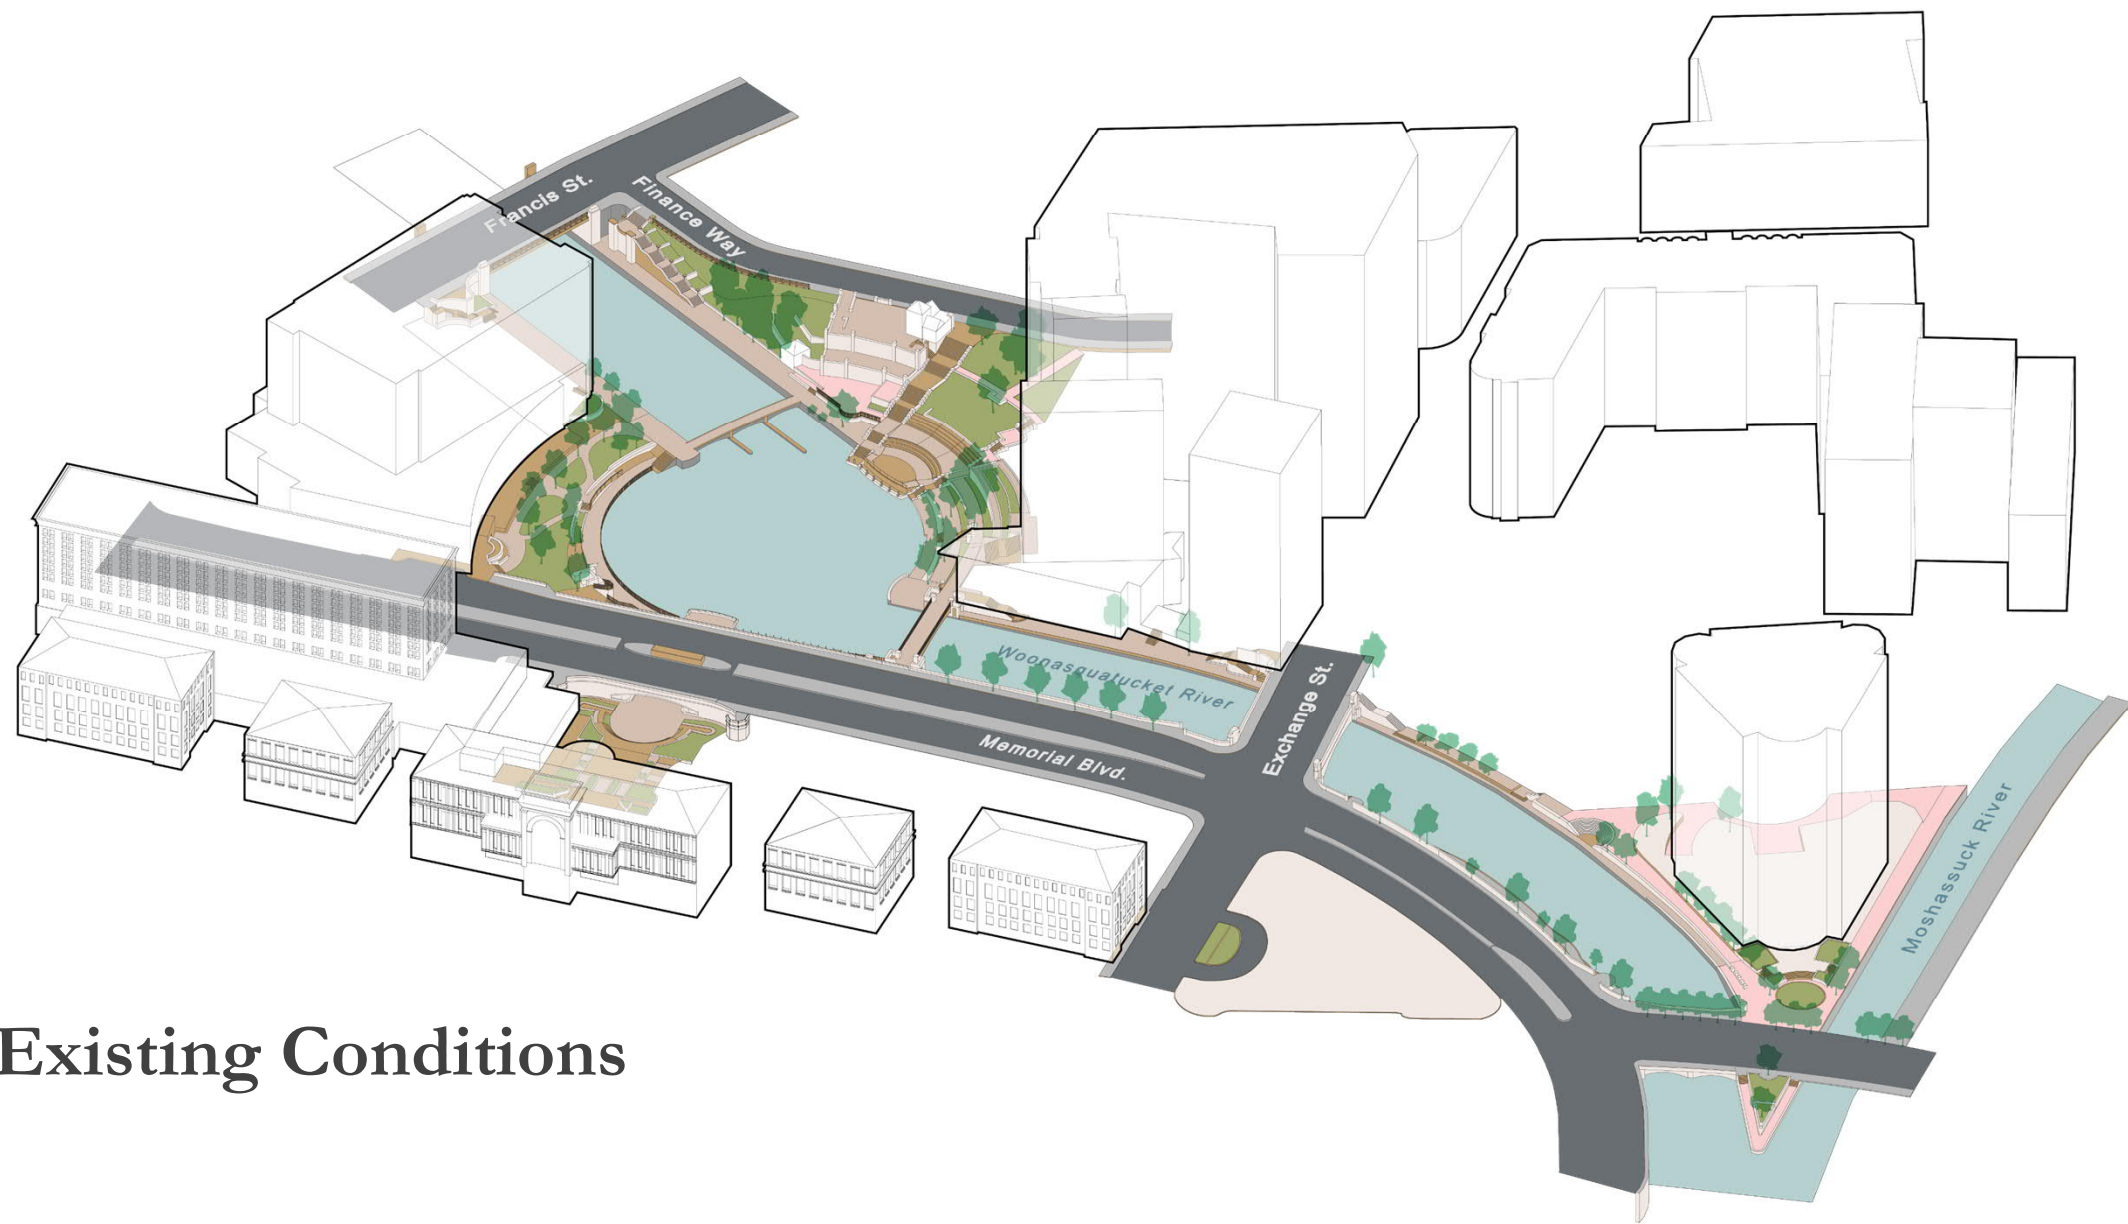 Francis St.
Finance Way
Woonasquatucket River
Exchange St.
Memorial Blvd.
Moshassuck River
Existing Conditions